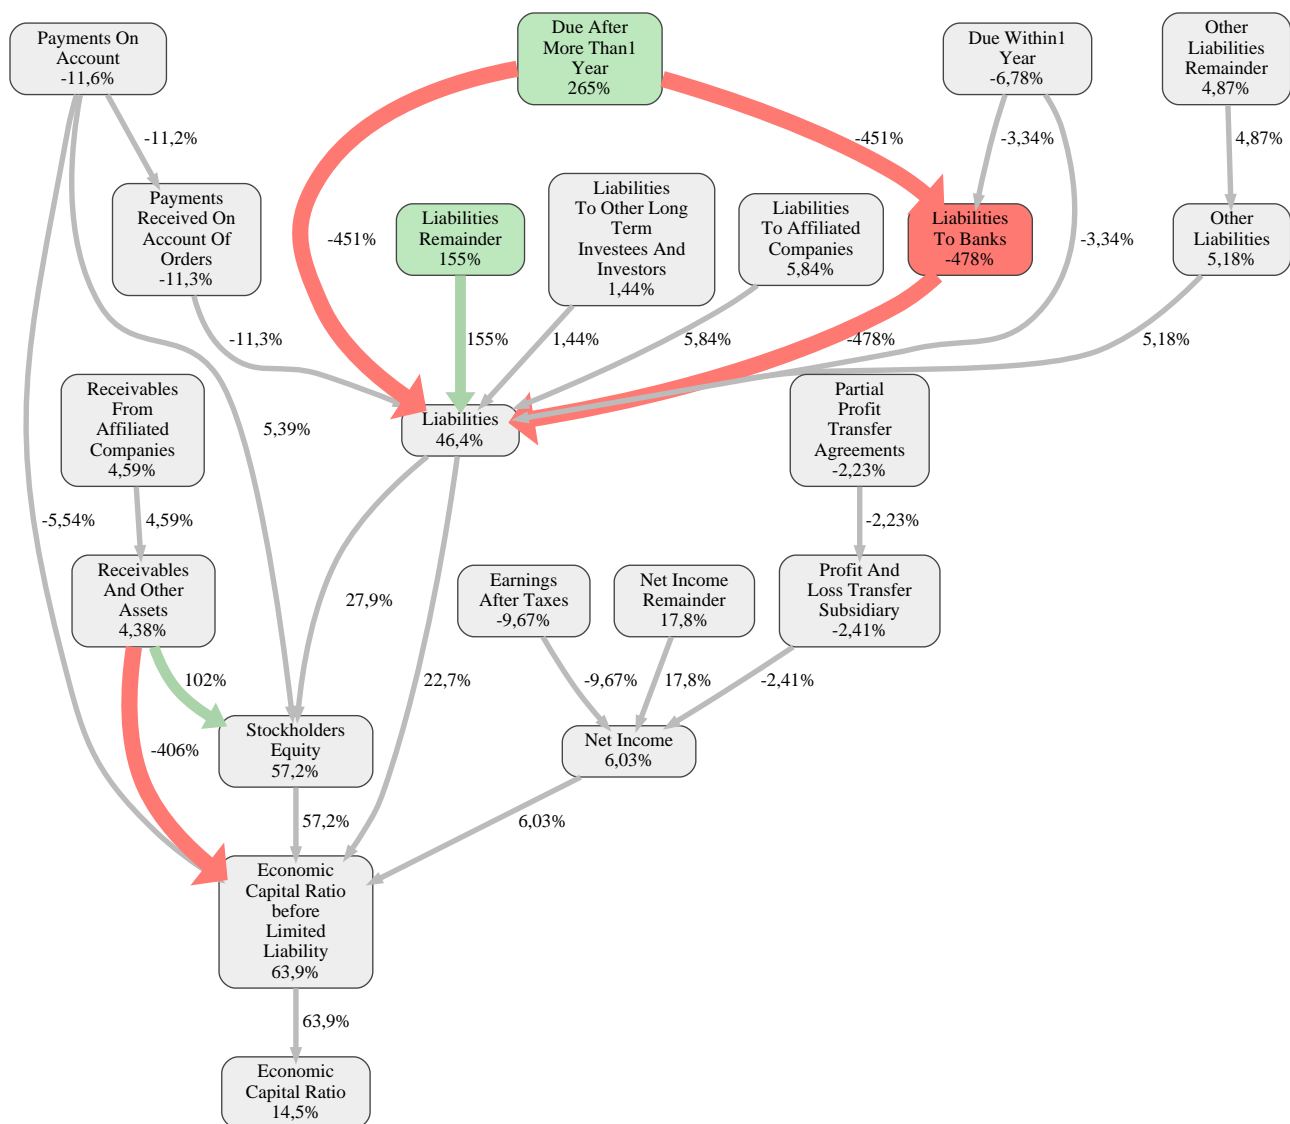 Payments On
Account
-11,6%
Due After
More Than1
Year
265%
Due Within1
Year
-6,78%
Other
Liabilities
Remainder
4,87%
-11,2%
-451%
-3,34%
4,87%
Payments
Received On
Account Of
Orders
-11,3%
Liabilities
Remainder
155%
Liabilities
To Other Long
Term
Investees And
Investors
1,44%
Liabilities
To Affiliated
Companies
5,84%
Liabilities
To Banks
-478%
Other
Liabilities
5,18%
-451%
-3,34%
-11,3%
155%
1,44%
5,84%
-478%
5,18%
Receivables
From
Affiliated
Companies
4,59%
5,39%
Liabilities
46,4%
Partial
Profit
Transfer
Agreements
-2,23%
-5,54%
4,59%
-2,23%
Receivables
And Other
Assets
4,38%
27,9%
Earnings
After Taxes
-9,67%
Net Income
Remainder
17,8%
Profit And
Loss Transfer
Subsidiary
-2,41%
102%
22,7%
-9,67%
17,8%
-2,41%
-406%
Stockholders
Equity
57,2%
Net Income
6,03%
57,2%
6,03%
Economic
Capital Ratio
before
Limited
Liability
63,9%
63,9%
Economic
Capital Ratio
14,5%